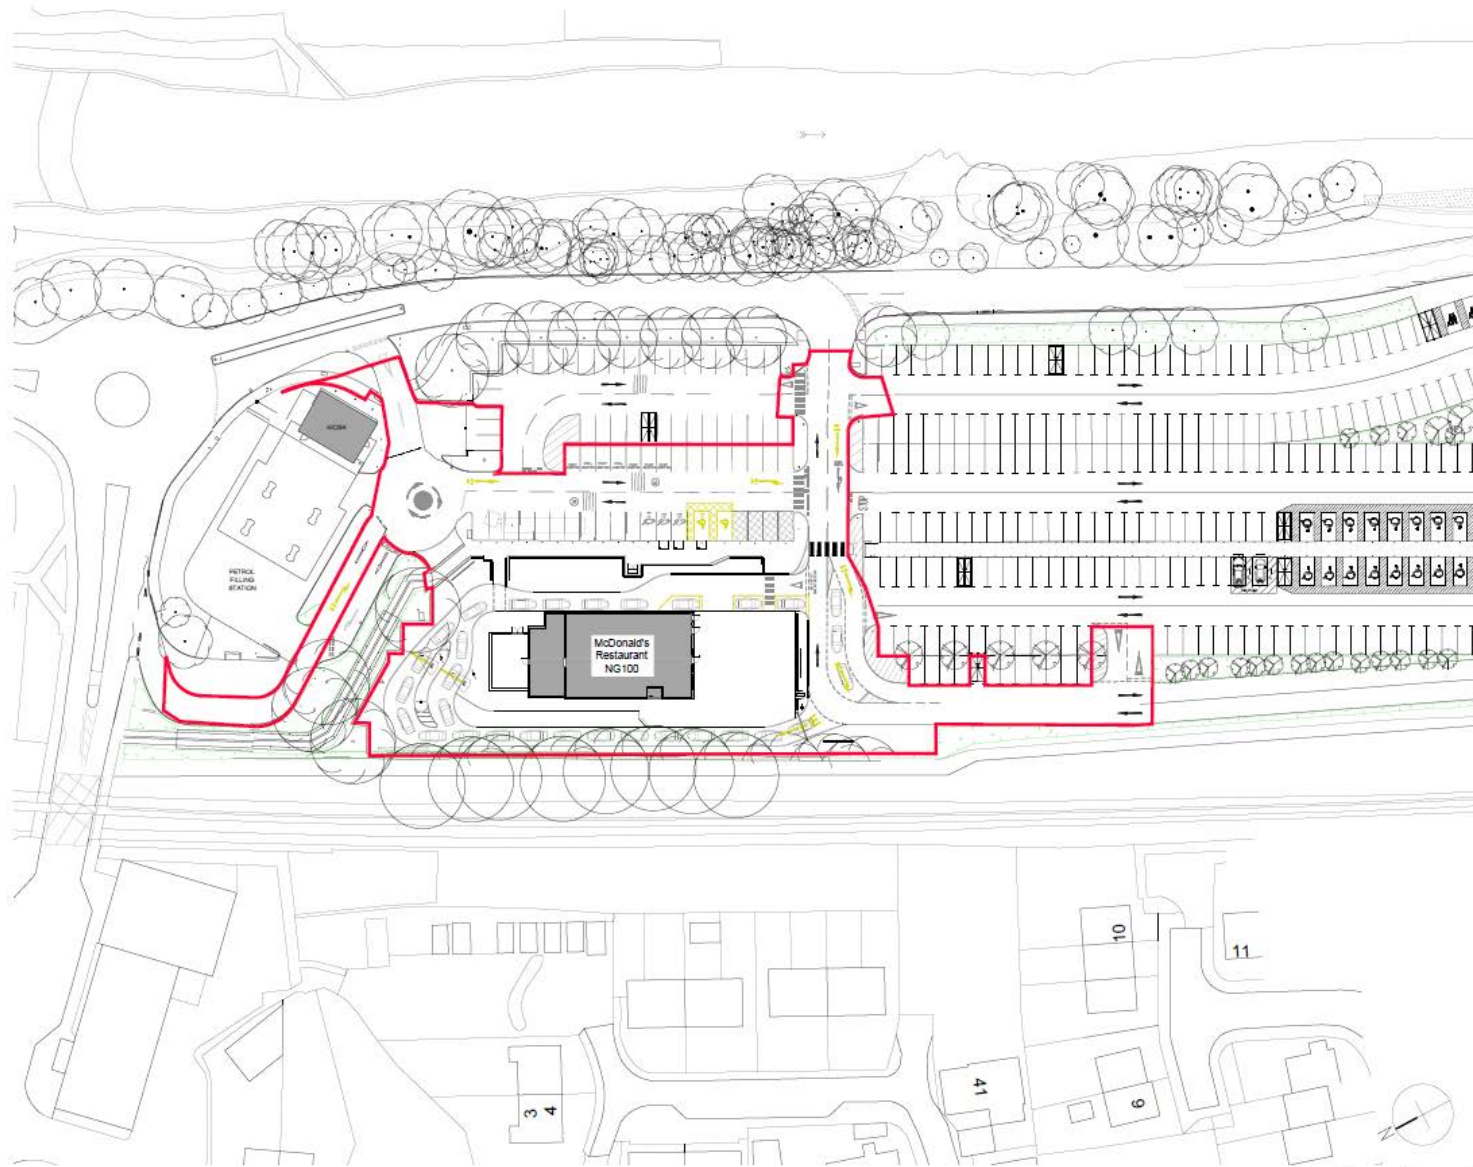 KIOSK
PETROL
FILLING
STATION
McDonald's
Restaurant
NG100
10
11
41
9
3
4
N